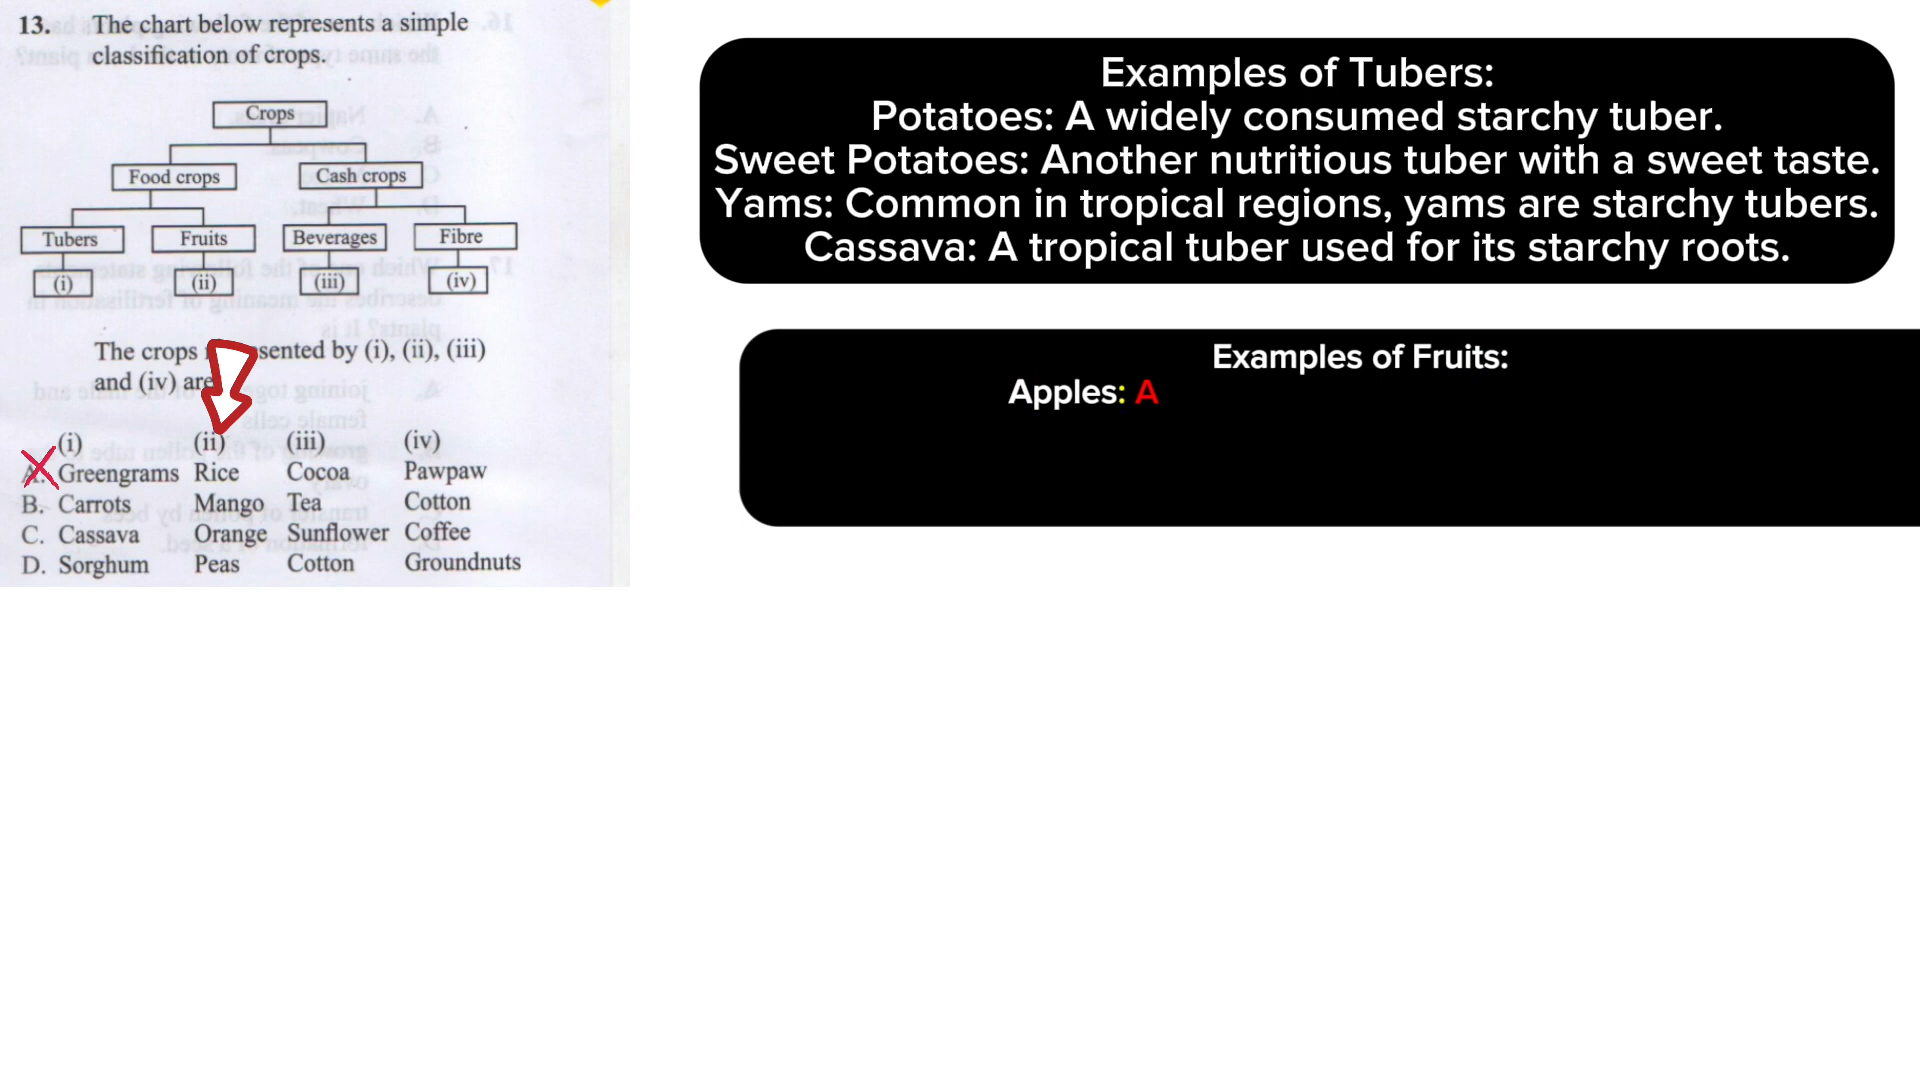 13. The chart below represents a simple
classification of crops.
Crops
Food crops
Cash crops
Tubers
Fruits
Beverages
Fibre
(i)
(ii)
(iii)
(iv)
The crops sented by (i), (ii), (iii)
and (iv) are
(i) (ii) (iii) (iv)
A. Greengrams Rice Cocoa Pawpaw
B. Carrots Mango Tea Cotton
C. Cassava Orange Sunflower Coffee
D. Sorghum Peas Cotton Groundnuts
Examples of Tubers:
Potatoes: A widely consumed starchy tuber.
Sweet Potatoes: Another nutritious tuber with a sweet taste.
Yams: Common in tropical regions, yams are starchy tubers.
Cassava: A tropical tuber used for its starchy roots.
Examples of Fruits:
Apples: A